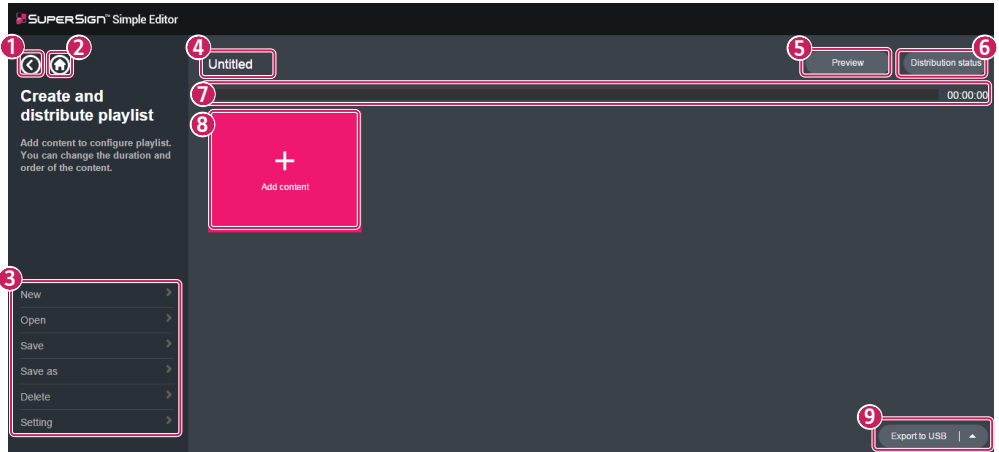 SUPERSIGN™ Simple Editor
1 2 4 5 6
Untitled Preview Distribution status
7 00:00:00
Create and
distribute playlist
Add content to configure playlist.
You can change the duration and
order of the content.
8
+
Add content
3
New
Open
Save
Save as
Delete
Setting
9
Export to USB